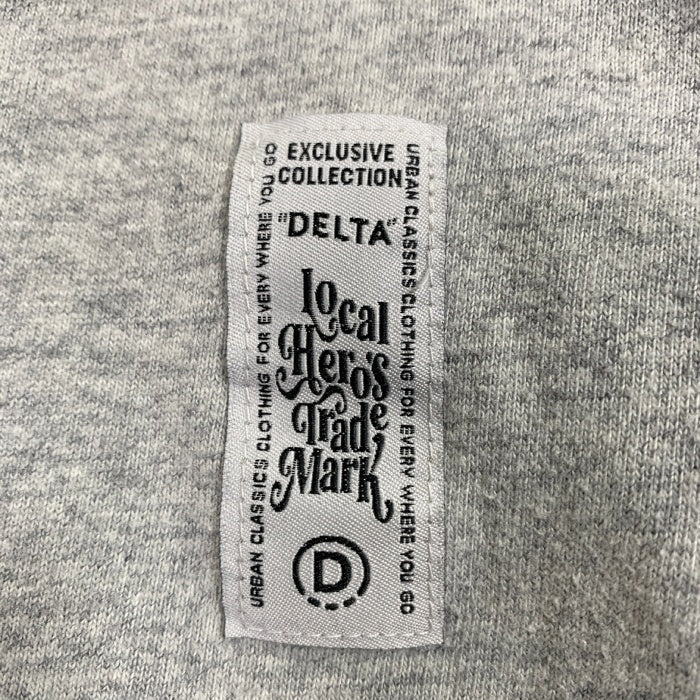 EXCLUSIVE
COLLECTION
"DELTA"
local
Hero's
Trade
Mark
D
URBAN CLASSICS CLOTHING FOR EVERY WHERE YOU GO
URBAN CLASSICS CLOTHING FOR EVERY WHERE YOU GO